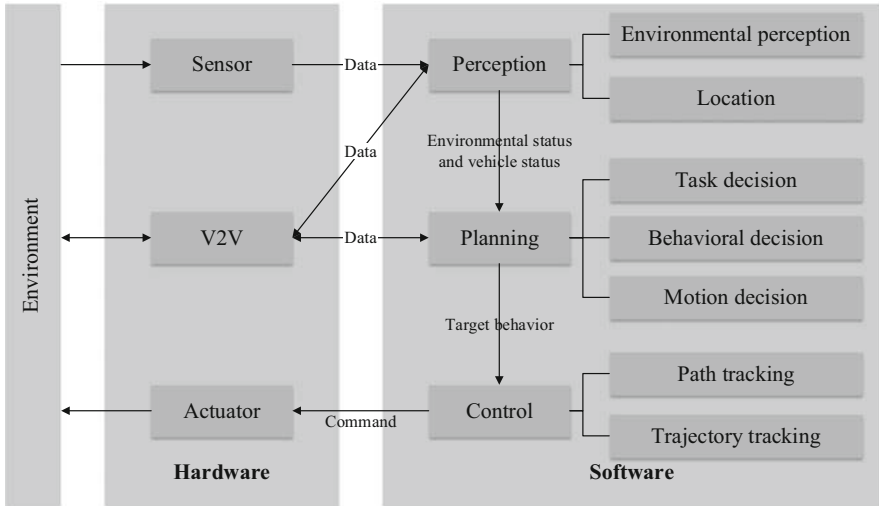 Environment
Sensor
Data
Perception
Environmental perception
Location
Data
Environmental status
and vehicle status
V2V
Data
Planning
Task decision
Behavioral decision
Motion decision
Target behavior
Actuator
Command
Control
Path tracking
Trajectory tracking
Hardware
Software